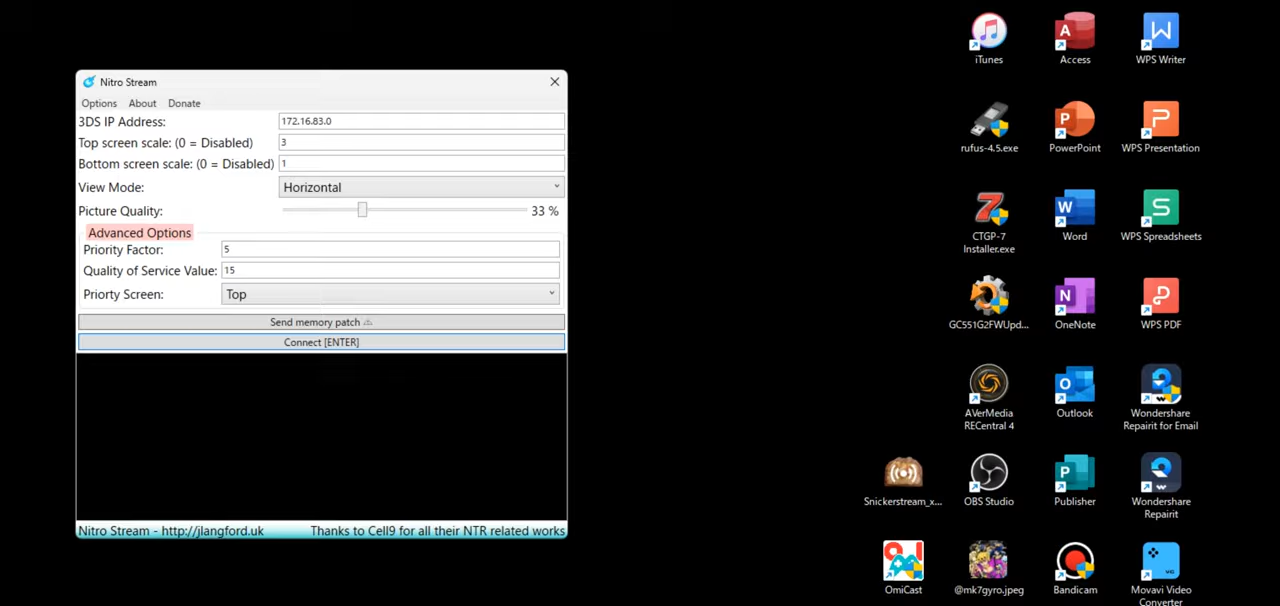 Nitro Stream
Options About Donate
3DS IP Address: 172.16.83.0
Top screen scale: (0 = Disabled) 3
Bottom screen scale: (0 = Disabled) 1
View Mode: Horizontal
Picture Quality: 33 %
Advanced Options
Priority Factor: 5
Quality of Service Value: 15
Priorty Screen: Top
Send memory patch
Connect [ENTER]
Nitro Stream - http://jlangford.uk Thanks to Cell9 for all their NTR related works
iTunes
Access
WPS Writer
rufus-4.5.exe
PowerPoint
WPS Presentation
CTGP-7
Installer.exe
Word
WPS Spreadsheets
GC551G2FWUpd...
OneNote
WPS PDF
AVerMedia
RECentral 4
Outlook
Wondershare
Repairit for Email
Snickerstream_x...
OBS Studio
Publisher
Wondershare
Repairit
OmiCast
@mk7gyro.jpeg
Bandicam
Movavi Video
Converter